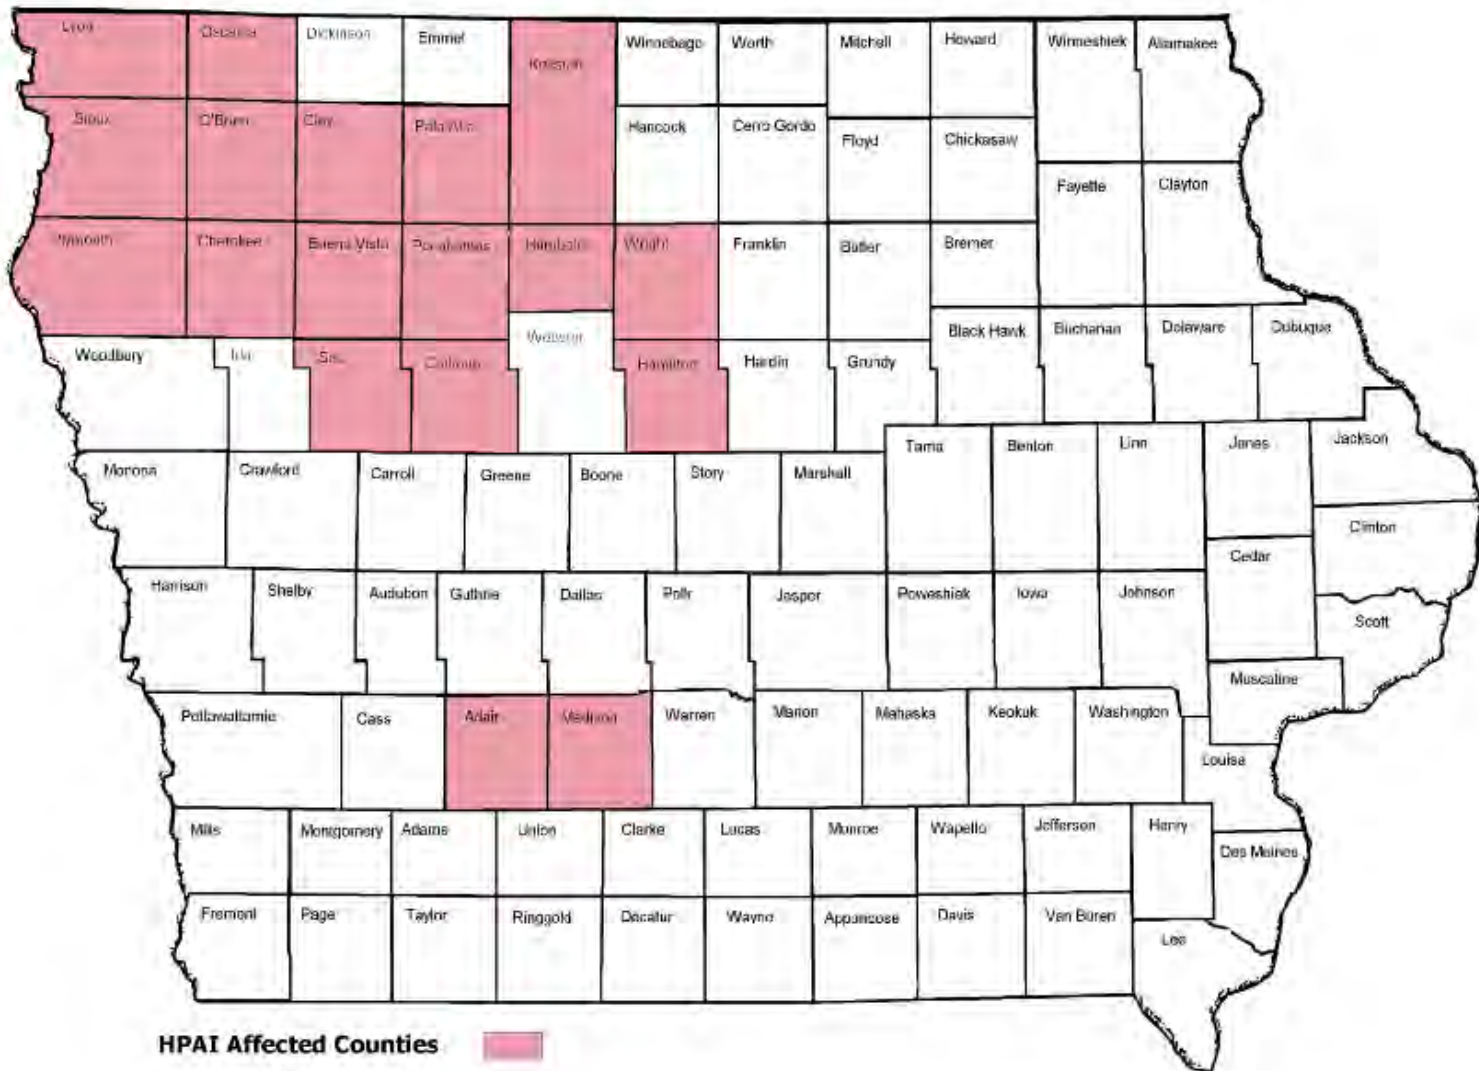 Lyon
Osceola
Dickinson
Emmet
Kossuth
Winnebago
Worth
Mitchell
Howard
Winneshiek
Allamakee
Sioux
O'Brien
Clay
Palo Alto
Hancock
Cerro Gordo
Floyd
Chickasaw
Fayette
Clayton
Plymouth
Cherokee
Buena Vista
Pocahontas
Humboldt
Wright
Franklin
Butler
Bremer
Woodbury
Ida
Sac
Calhoun
Webster
Hamilton
Hardin
Grundy
Black Hawk
Buchanan
Delaware
Dubuque
Monona
Crawford
Carroll
Greene
Boone
Story
Marshall
Tama
Benton
Linn
Jones
Jackson
Clinton
Cedar
Harrison
Shelby
Audubon
Guthrie
Dallas
Polk
Jasper
Poweshiek
Iowa
Johnson
Scott
Muscatine
Pottawattamie
Cass
Adair
Madison
Warren
Marion
Mahaska
Keokuk
Washington
Louisa
Mills
Montgomery
Adams
Union
Clarke
Lucas
Monroe
Wapello
Jefferson
Henry
Des Moines
Fremont
Page
Taylor
Ringgold
Decatur
Wayne
Appanoose
Davis
Van Buren
Lee
HPAI Affected Counties